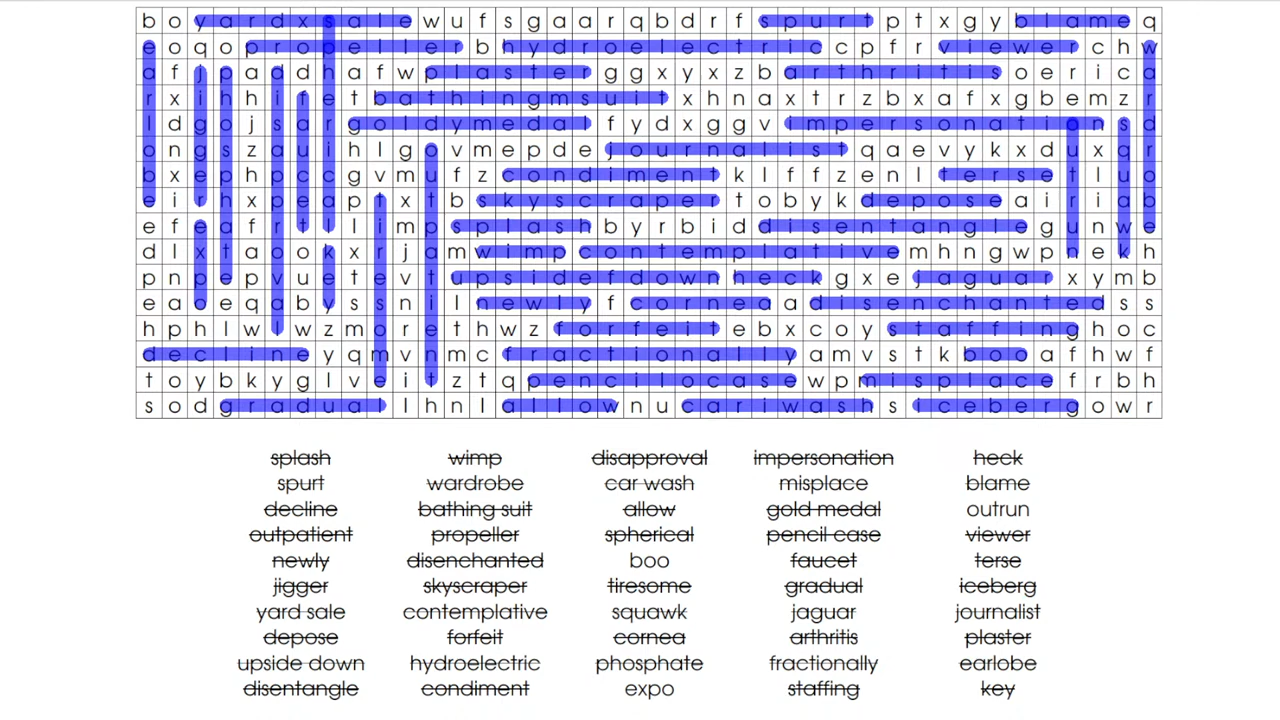 b o y a r d x s a l e w u f s g a a r q b d r f s p u r t p t x g y b l a m e q
e o q o p r o p e l l e r b h y d r o e l e c t r i c c p f r v i e w e r c h w
a f j p a d d h a f w p l a s t e r g g x y x z b a r t h r i t i s o e r i c a
r x i h h i f e t b a t h i n g m s u i t x h n a x t r z b x a f x g b e m z r
l d g o j s a r g o l d y m e d a l f y d x g g v i m p e r s o n a t i o n s d
o n g s z a u i h l g o v m e p d e j o u r n a l i s t q a e v y k x d u x q r
b x e p h p c c g v m u f z c o n d i m e n t k l f f z e n l t e r s e t l u o
e i r h x p e a p t x t b s k y s c r a p e r t o b y k d e p o s e a i r i a b
e f e a f r t l l i m p s p l a s h b y r b i d d i s e n t a n g l e g u n w e
d l x t a o o k x r j a m w i m p c o n t e m p l a t i v e m h n g w p n e k h
p n p e p v u e t e v t u p s i d e f d o w n h e c k g x e j a g u a r x y m b
e a o e q a b y s s n i l n e w l y f c o r n e a a d i s e n c h a n t e d s s
h p h l w l w z m o r e t h w z f o r f e i t e b x c o y s t a f f i n g h o c
d e c l i n e y q m v n m c f r a c t i o n a l l y a m v s t k b o o a f h w f
t o y b k y g l v e i t z t q p e n c i l o c a s e w p m i s p l a c e f r b h
s o d g r a d u a l l h n l a l l o w n u c a r i w a s h s i c e b e r g o w r
splash wimp disapproval impersonation heck
spurt wardrobe car wash misplace blame
decline bathing suit allow gold medal outrun
outpatient propeller spherical pencil case viewer
newly disenchanted boo faucet terse
jigger skyscraper tiresome gradual iceberg
yard sale contemplative squawk jaguar journalist
depose forfeit cornea arthritis plaster
upside down hydroelectric phosphate fractionally earlobe
disentangle condiment expo staffing key